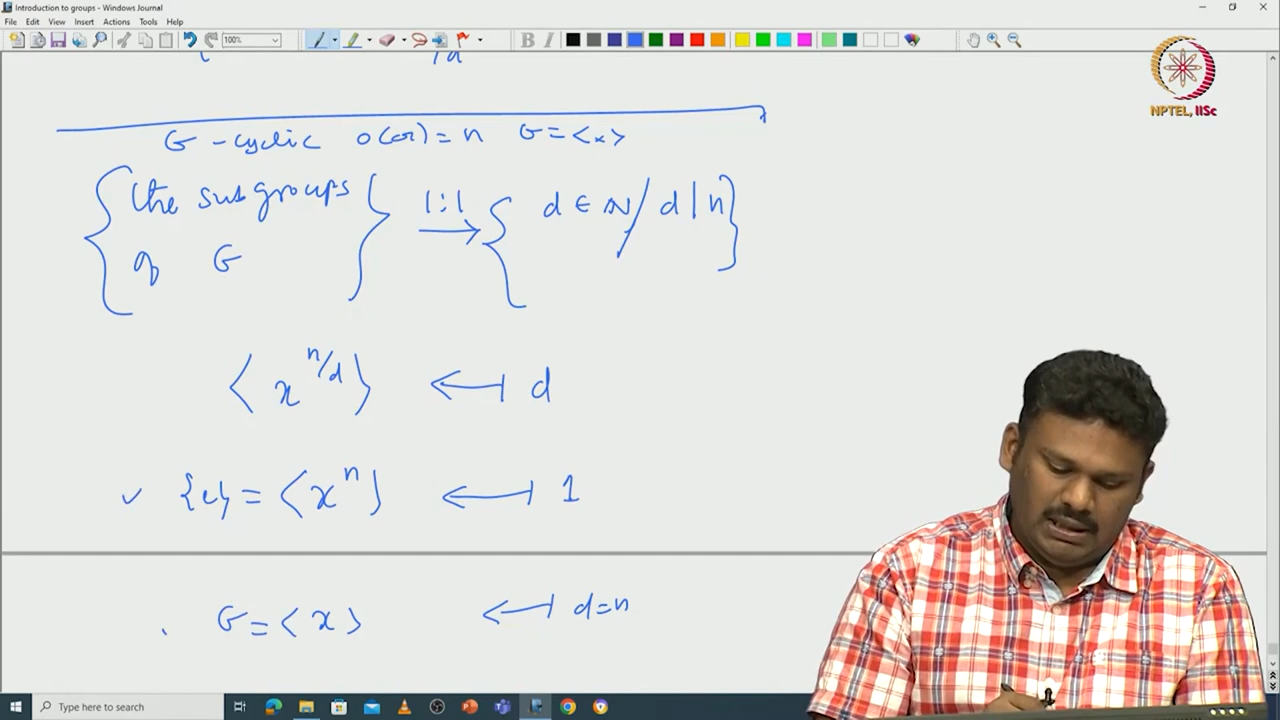 Introduction to groups - Windows Journal
File Edit View Insert Actions Tools Help
100%
B I
NPTEL, IISc
G - cyclic o(G) = n G = <x>
{ the subgroups of G } 1:1 → { d ∈ N / d | n }
⟨ x^{n/d} ⟩ ⟵| d
✓ {e} = ⟨ x^n ⟩ ⟵| 1
G = ⟨ x ⟩ ⟵| d=n
Type here to search